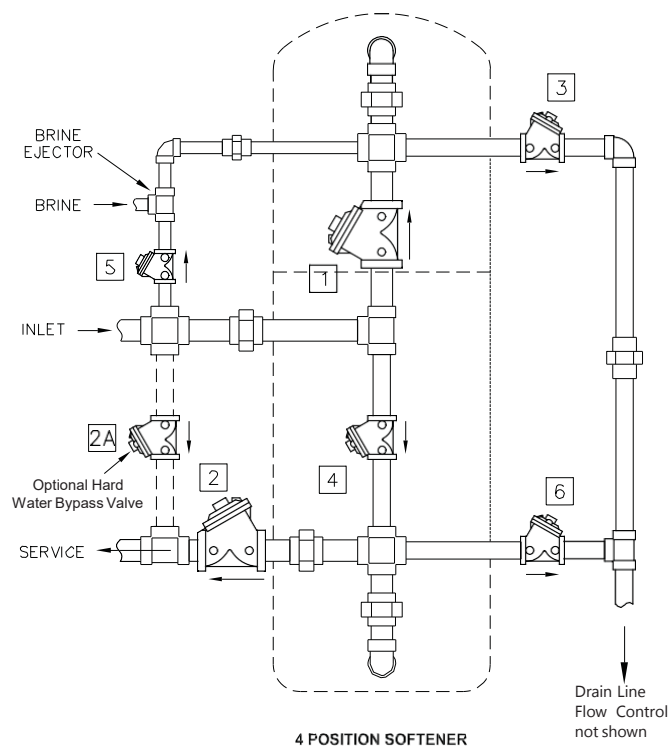 3
BRINE
EJECTOR
BRINE
5
1
INLET
2A
Optional Hard
Water Bypass Valve
2
4
6
SERVICE
Drain Line
Flow Control
not shown
4 POSITION SOFTENER